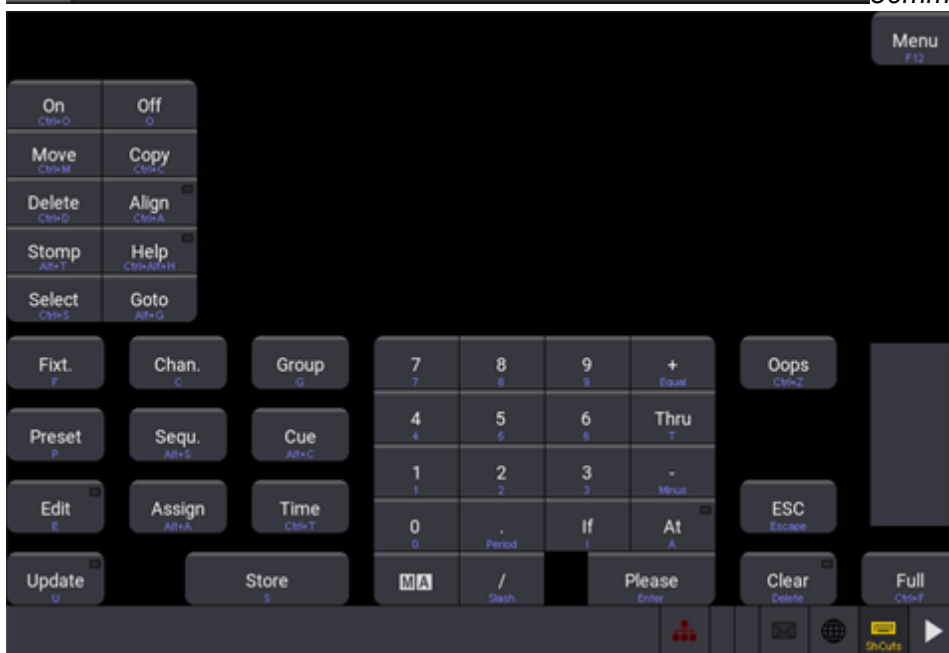 Menu
F12
On Off
Ctrl+O O
Move Copy
Ctrl+M Ctrl+C
Delete Align
Ctrl+D Ctrl+A
Stomp Help
Alt+T Ctrl+Alt+H
Select Goto
Ctrl+S Alt+G
Fixt. Chan. Group 7 8 9 + Oops
F C G 7 8 9 Equal Ctrl+Z
Preset Sequ. Cue 4 5 6 Thru
P Alt+S Alt+C 4 5 6 T
1 2 3 -
1 2 3 Minus
Edit Assign Time ESC
E Alt+A Ctrl+T Escape
0 . If At
0 Period I A
Update Store MA / Please Clear Full
U S Slash Enter Delete Ctrl+F
ShCuts